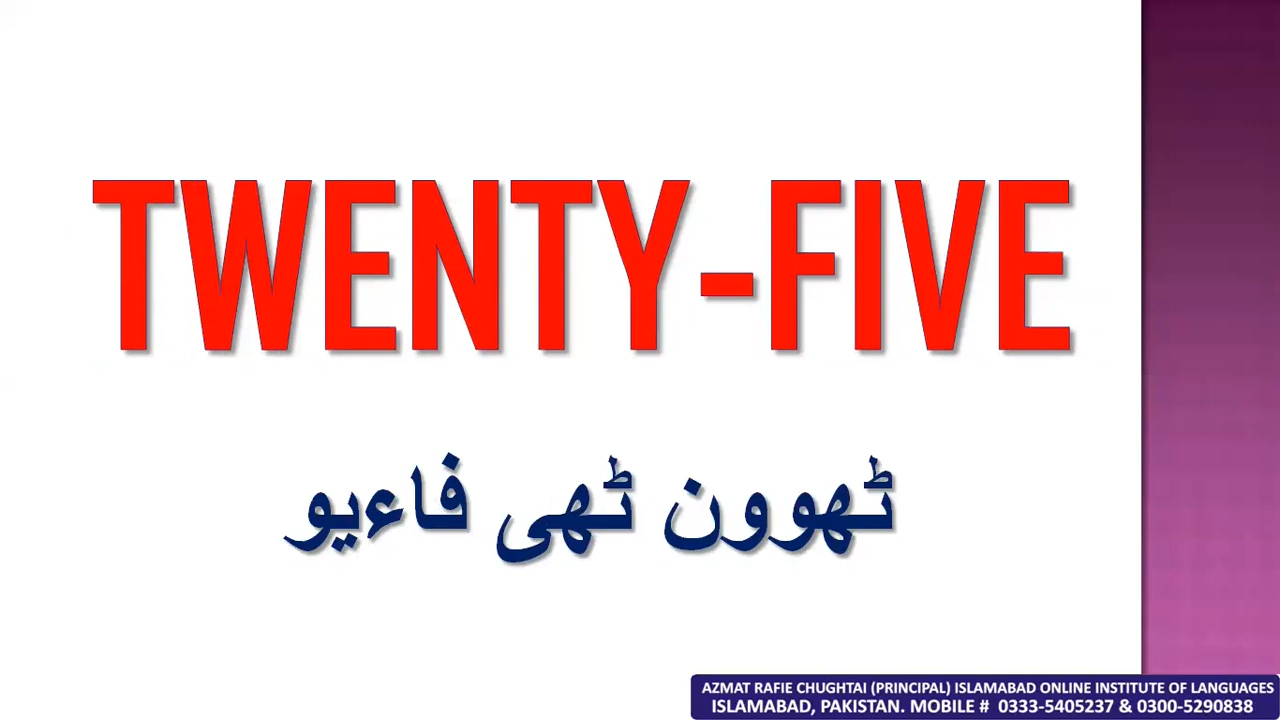 TWENTY-FIVE
ٹھوون ٹھی فاءیو
AZMAT RAFIE CHUGHTAI (PRINCIPAL) ISLAMABAD ONLINE INSTITUTE OF LANGUAGES
ISLAMABAD, PAKISTAN. MOBILE # 0333-5405237 & 0300-5290838